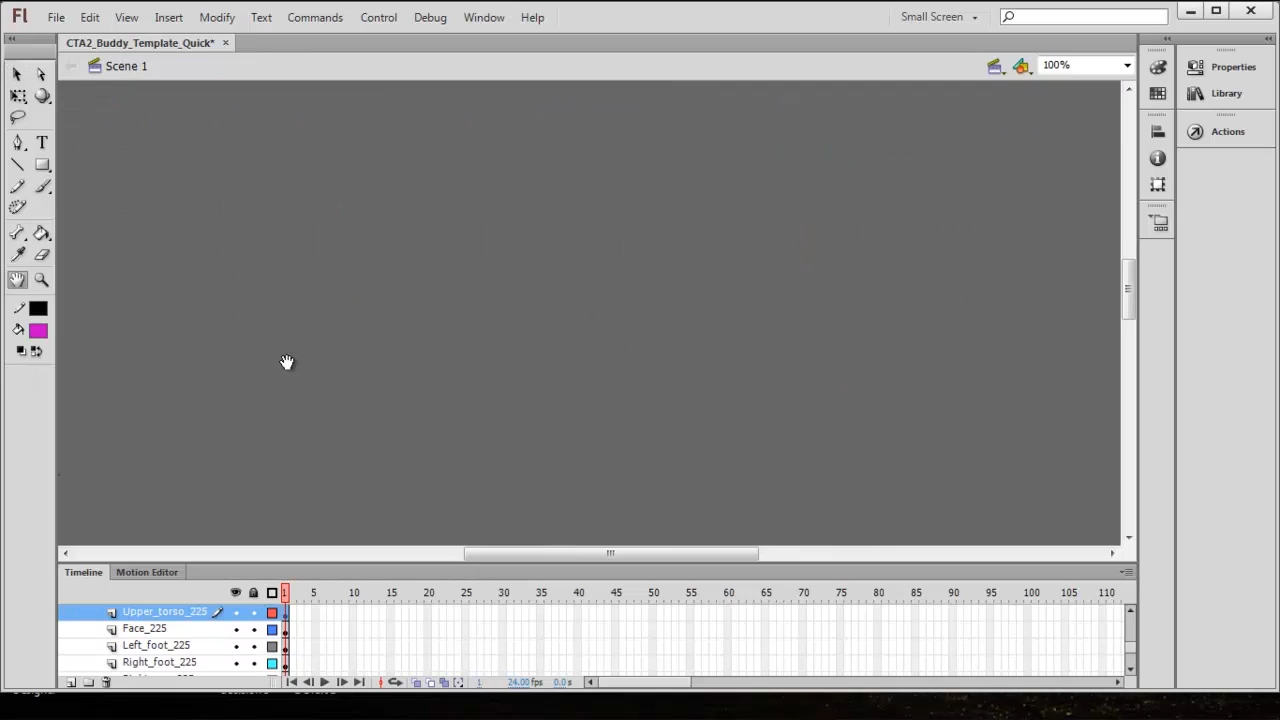 Fl File Edit View Insert Modify Text Commands Control Debug Window Help Small Screen
CTA2_Buddy_Template_Quick* ×
Scene 1 100%
Properties
Library
Actions
T
Timeline Motion Editor
1 5 10 15 20 25 30 35 40 45 50 55 60 65 70 75 80 85 90 95 100 105 110
Upper_torso_225
Face_225
Left_foot_225
Right_foot_225
1 24.00 fps 0.0 s